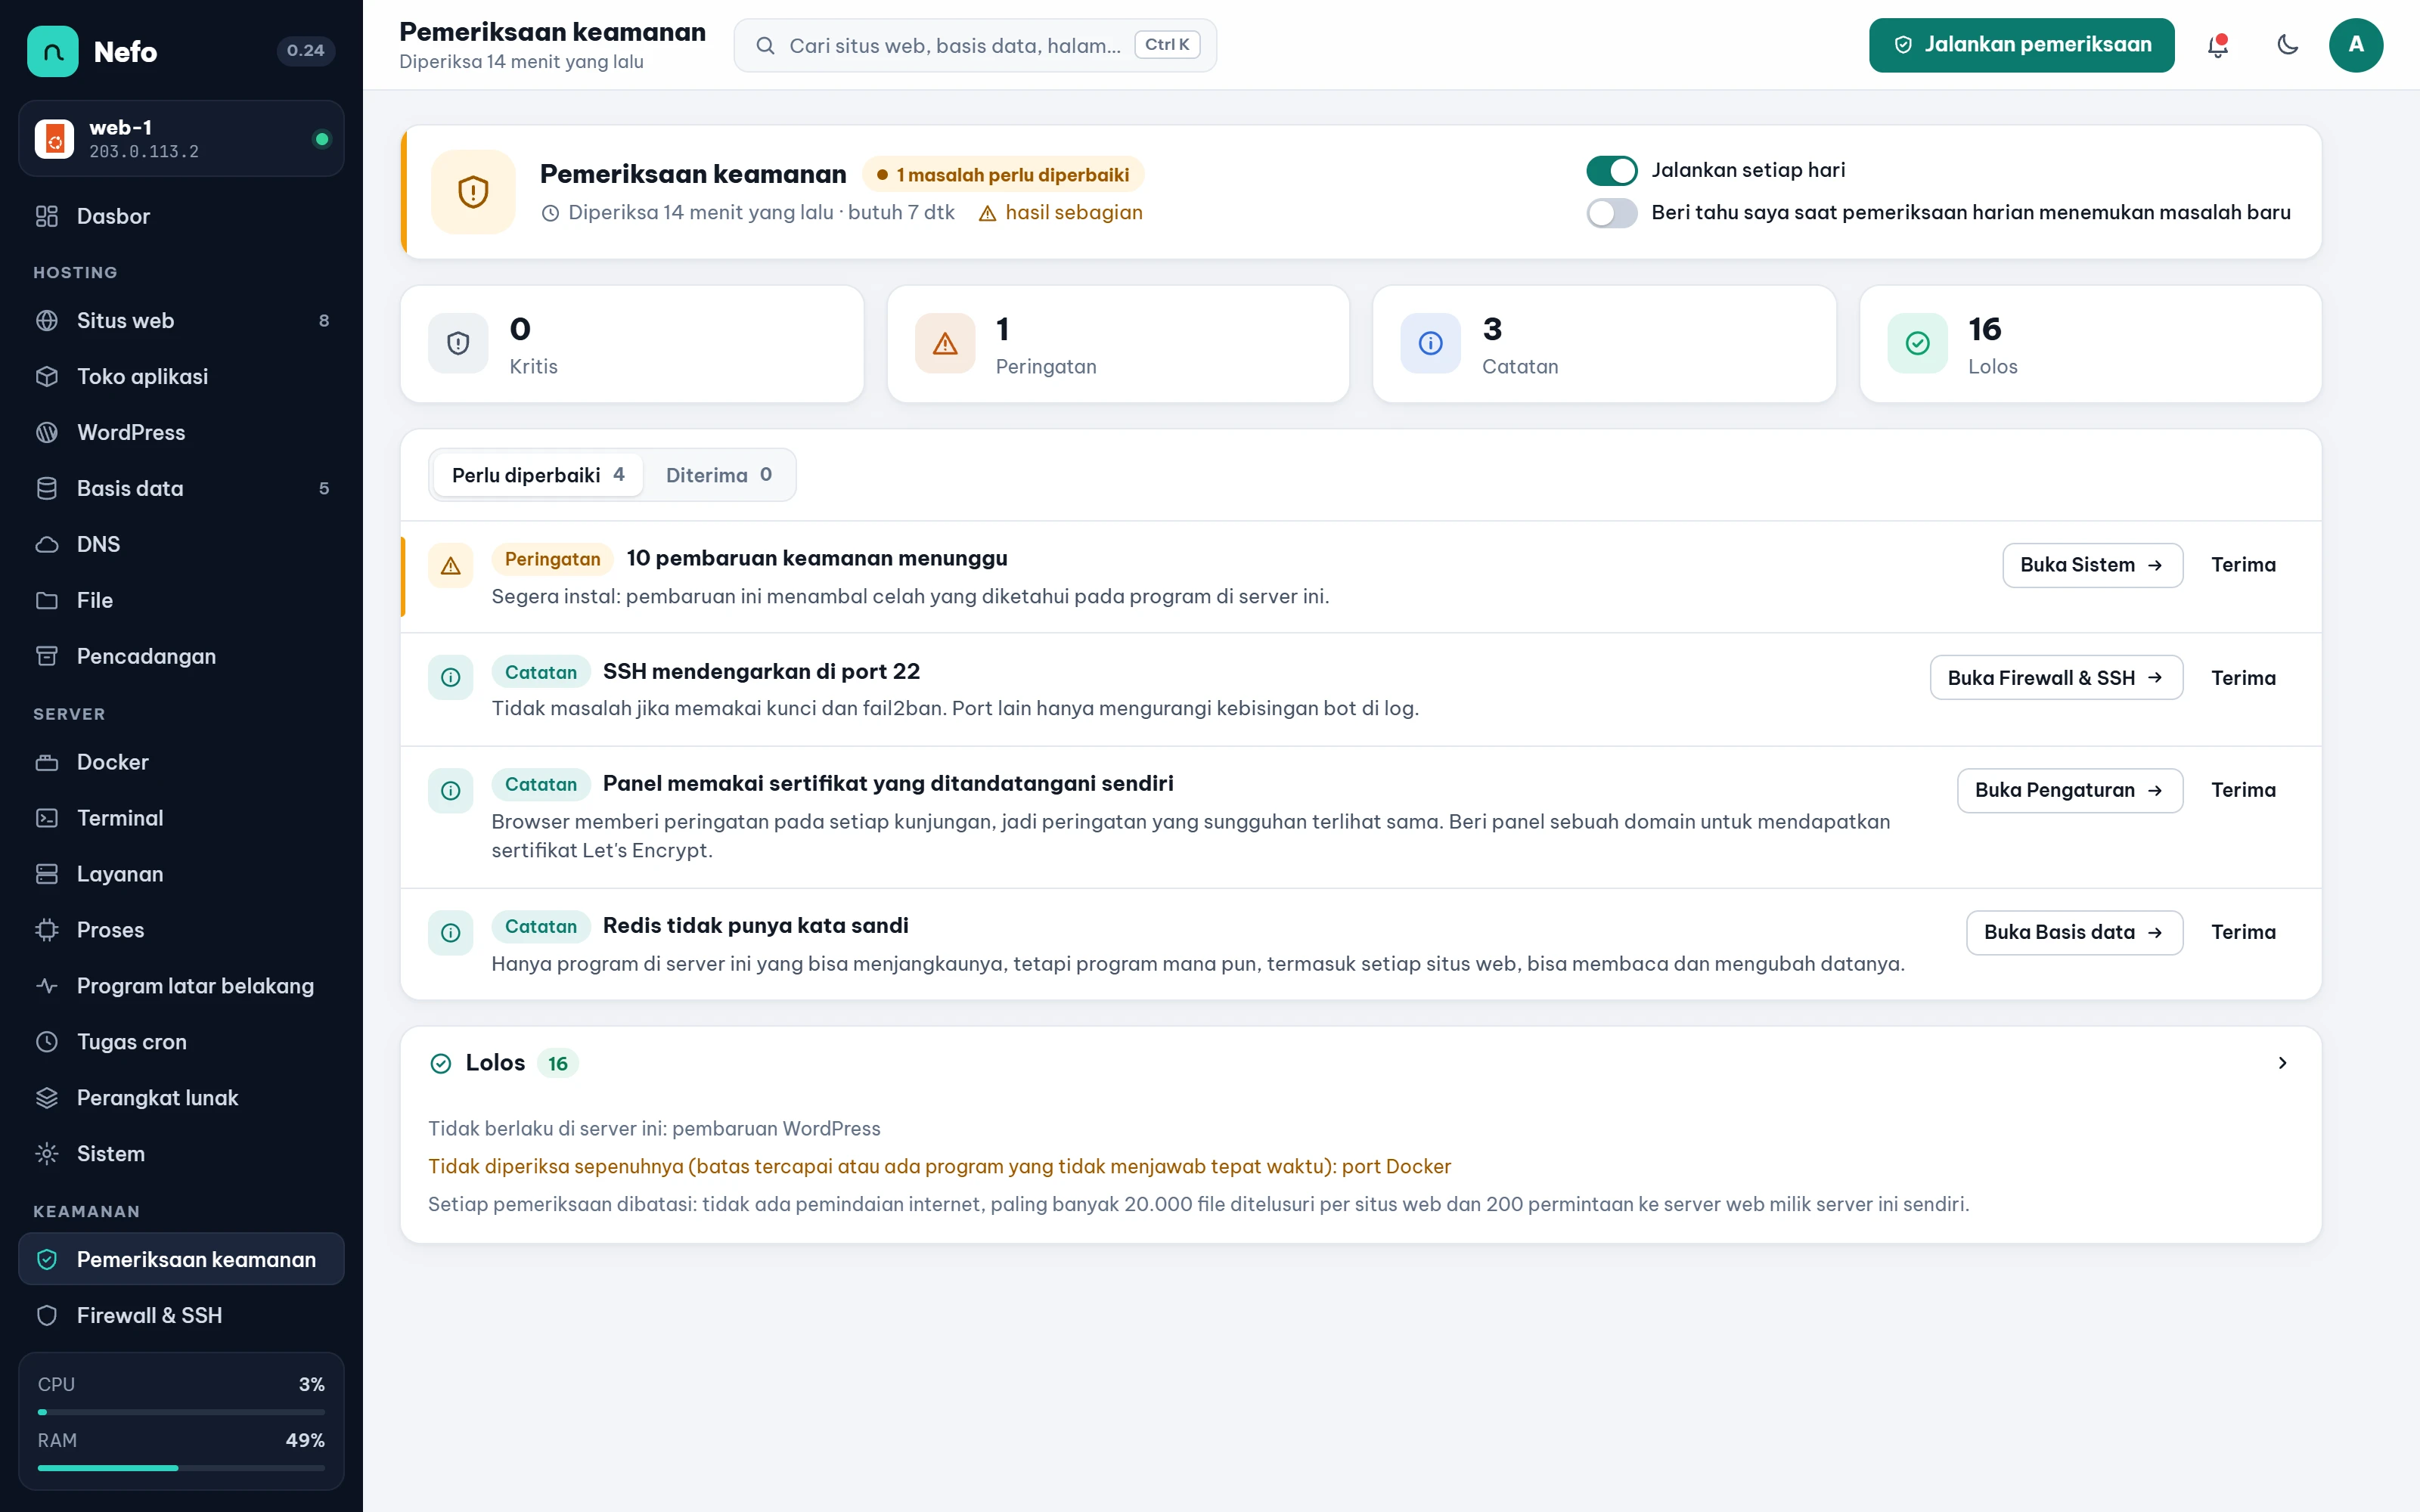 Nefo
0.24
web-1
203.0.113.2
Dasbor
HOSTING
Situs web 8
Toko aplikasi
WordPress
Basis data 5
DNS
File
Pencadangan
SERVER
Docker
Terminal
Layanan
Proses
Program latar belakang
Tugas cron
Perangkat lunak
Sistem
KEAMANAN
Pemeriksaan keamanan
Firewall & SSH
CPU 3%
RAM 49%
Pemeriksaan keamanan
Diperiksa 14 menit yang lalu
Cari situs web, basis data, halam... Ctrl K
Jalankan pemeriksaan
A
Pemeriksaan keamanan 1 masalah perlu diperbaiki
Diperiksa 14 menit yang lalu · butuh 7 dtk hasil sebagian
Jalankan setiap hari
Beri tahu saya saat pemeriksaan harian menemukan masalah baru
0
Kritis
1
Peringatan
3
Catatan
16
Lolos
Perlu diperbaiki 4 Diterima 0
Peringatan 10 pembaruan keamanan menunggu
Segera instal: pembaruan ini menambal celah yang diketahui pada program di server ini.
Buka Sistem → Terima
Catatan SSH mendengarkan di port 22
Tidak masalah jika memakai kunci dan fail2ban. Port lain hanya mengurangi kebisingan bot di log.
Buka Firewall & SSH → Terima
Catatan Panel memakai sertifikat yang ditandatangani sendiri
Browser memberi peringatan pada setiap kunjungan, jadi peringatan yang sungguhan terlihat sama. Beri panel sebuah domain untuk mendapatkan
sertifikat Let's Encrypt.
Buka Pengaturan → Terima
Catatan Redis tidak punya kata sandi
Hanya program di server ini yang bisa menjangkaunya, tetapi program mana pun, termasuk setiap situs web, bisa membaca dan mengubah datanya.
Buka Basis data → Terima
Lolos 16
Tidak berlaku di server ini: pembaruan WordPress
Tidak diperiksa sepenuhnya (batas tercapai atau ada program yang tidak menjawab tepat waktu): port Docker
Setiap pemeriksaan dibatasi: tidak ada pemindaian internet, paling banyak 20.000 file ditelusuri per situs web dan 200 permintaan ke server web milik server ini sendiri.